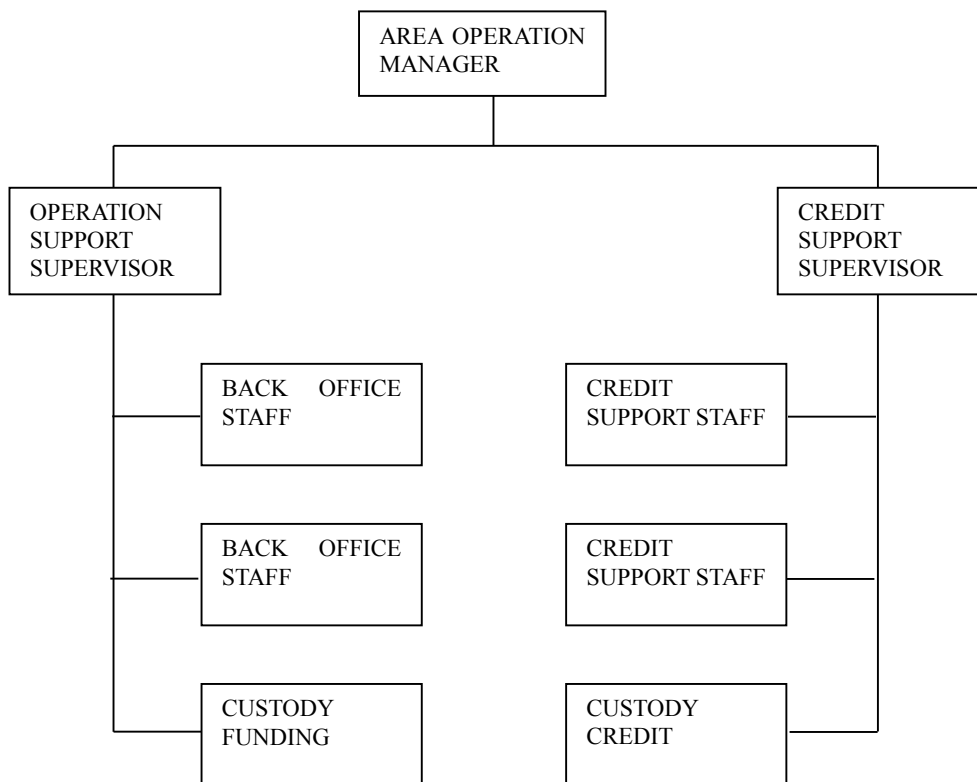 AREA OPERATION
MANAGER
OPERATION
SUPPORT
SUPERVISOR
CREDIT
SUPPORT
SUPERVISOR
BACK OFFICE
STAFF
CREDIT
SUPPORT STAFF
BACK OFFICE
STAFF
CREDIT
SUPPORT STAFF
CUSTODY
FUNDING
CUSTODY
CREDIT